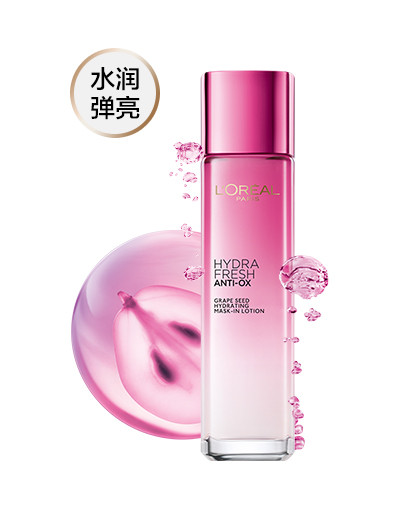 水润
弹亮
L'ORÉAL
PARIS
HYDRA
FRESH
ANTI-OX
GRAPE SEED
HYDRATING
MASK-IN LOTION